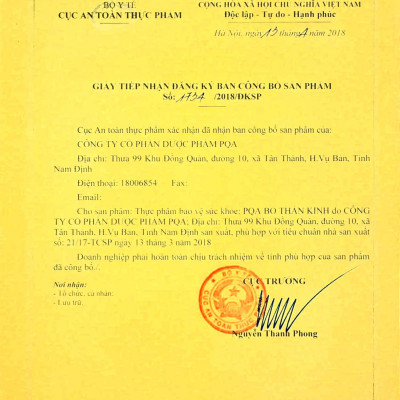 BỘ Y TẾ
CỤC AN TOÀN THỰC PHẨM
CỘNG HÒA XÃ HỘI CHỦ NGHĨA VIỆT NAM
Độc lập - Tự do - Hạnh phúc
Hà Nội, ngày 13 tháng 4 năm 2018
GIẤY TIẾP NHẬN ĐĂNG KÝ BẢN CÔNG BỐ SẢN PHẨM
Số: /2018/ĐKSP
Cục An toàn thực phẩm xác nhận đã nhận bản công bố sản phẩm của:
CÔNG TY CỔ PHẦN DƯỢC PHẨM PQA
Địa chỉ: Thửa 99 Khu Đồng Quán, đường 10, xã Tân Thành, H.Vụ Bản, Tỉnh
Nam Định
Điện thoại: 18006854 Fax:
Email:
Cho sản phẩm: Thực phẩm bảo vệ sức khỏe: PQA BỔ THẦN KINH do CÔNG
TY CỔ PHẦN DƯỢC PHẨM PQA; Địa chỉ: Thửa 99 Khu Đồng Quán, đường 10, xã
Tân Thành, H.Vụ Bản, Tỉnh Nam Định sản xuất, phù hợp với tiêu chuẩn nhà sản xuất
số: 21:17-TCSP ngày 13 tháng 3 năm 2018
Doanh nghiệp phải hoàn toàn chịu trách nhiệm về tính phù hợp của sản phẩm
đã công bố./.
Nơi nhận:
- Tổ chức, cá nhân;
- Lưu trữ.
CỤC TRƯỞNG
BỘ Y TẾ
CỤC AN TOÀN THỰC PHẨM
Nguyễn Thanh Phong